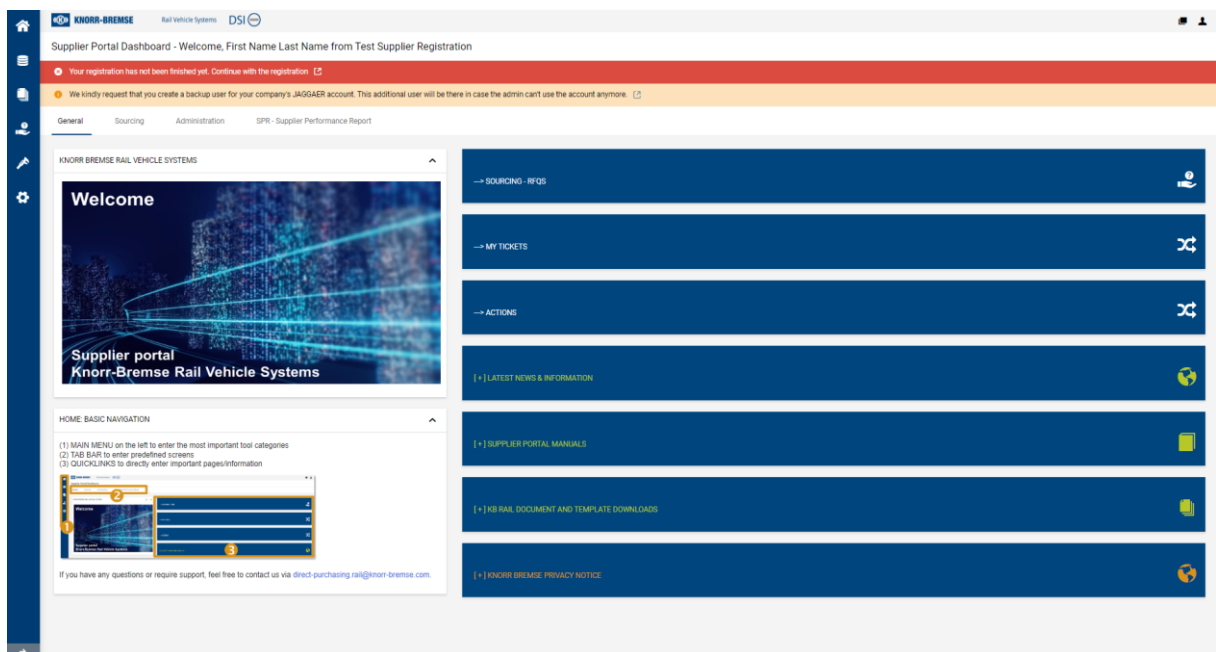 KNORR-BREMSE Rail Vehicle Systems DSI
Supplier Portal Dashboard - Welcome, First Name Last Name from Test Supplier Registration
Your registration has not been finished yet. Continue with the registration
We kindly request that you create a backup user for your company's JAGGAER account. This additional user will be there in case the admin can't use the account anymore.
General Sourcing Administration SPR - Supplier Performance Report
KNORR BREMSE RAIL VEHICLE SYSTEMS
Welcome
Supplier portal
Knorr-Bremse Rail Vehicle Systems
HOME: BASIC NAVIGATION
(1) MAIN MENU on the left to enter the most important tool categories
(2) TAB BAR to enter predefined screens
(3) QUICKLINKS to directly enter important pages/information
1
2
3
If you have any questions or require support, feel free to contact us via direct-purchasing.rail@knorr-bremse.com.
---> SOURCING - RFQS
---> MY TICKETS
---> ACTIONS
[+] LATEST NEWS & INFORMATION
[+] SUPPLIER PORTAL MANUALS
[+] KB RAIL DOCUMENT AND TEMPLATE DOWNLOADS
[+] KNORR BREMSE PRIVACY NOTICE